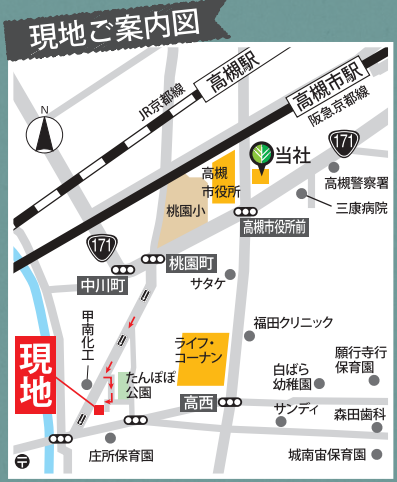 現地ご案内図
高槻駅
JR京都線
高槻市駅
阪急京都線
N
171
当社
高槻
市役所
高槻警察署
桃園小
三康病院
高槻市役所前
171
桃園町
中川町
サタケ
甲南化工
福田クリニック
現地
ライフ・
コーナン
願行寺行
保育園
たんぽぽ
公園
白ばら
幼稚園
高西
サンディ
森田歯科
庄所保育園
城南宙保育園